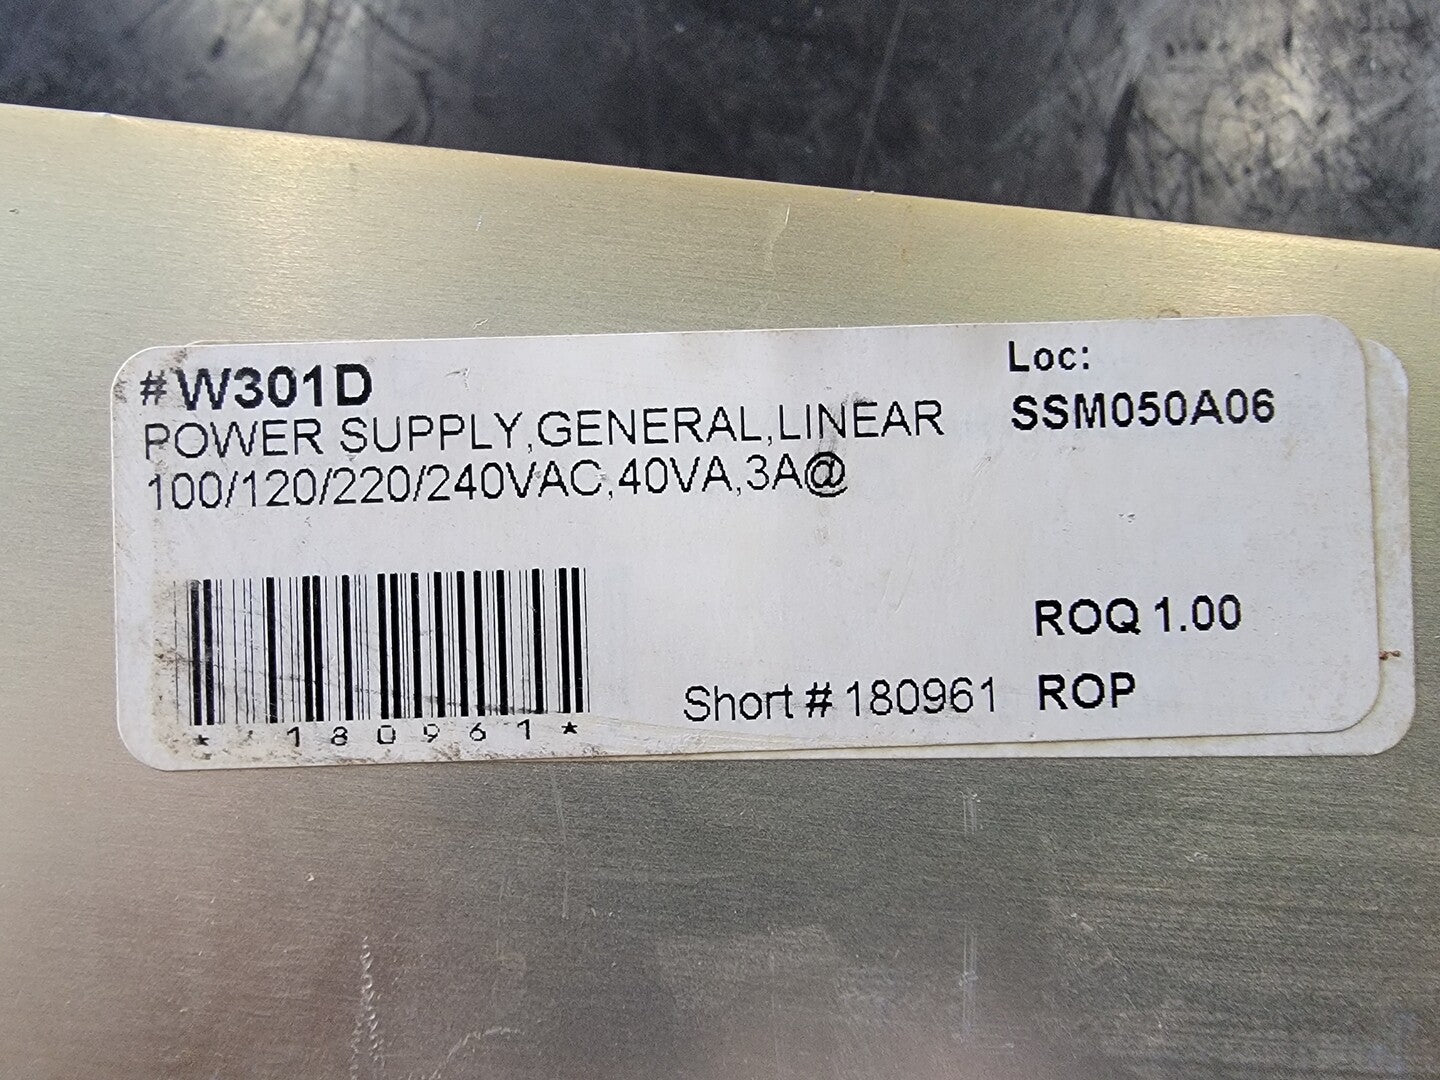 #W301D
POWER SUPPLY,GENERAL,LINEAR
100/120/220/240VAC,40VA,3A@
Loc:
SSM050A06
ROQ 1.00
Short # 180961 ROP
* 180961*